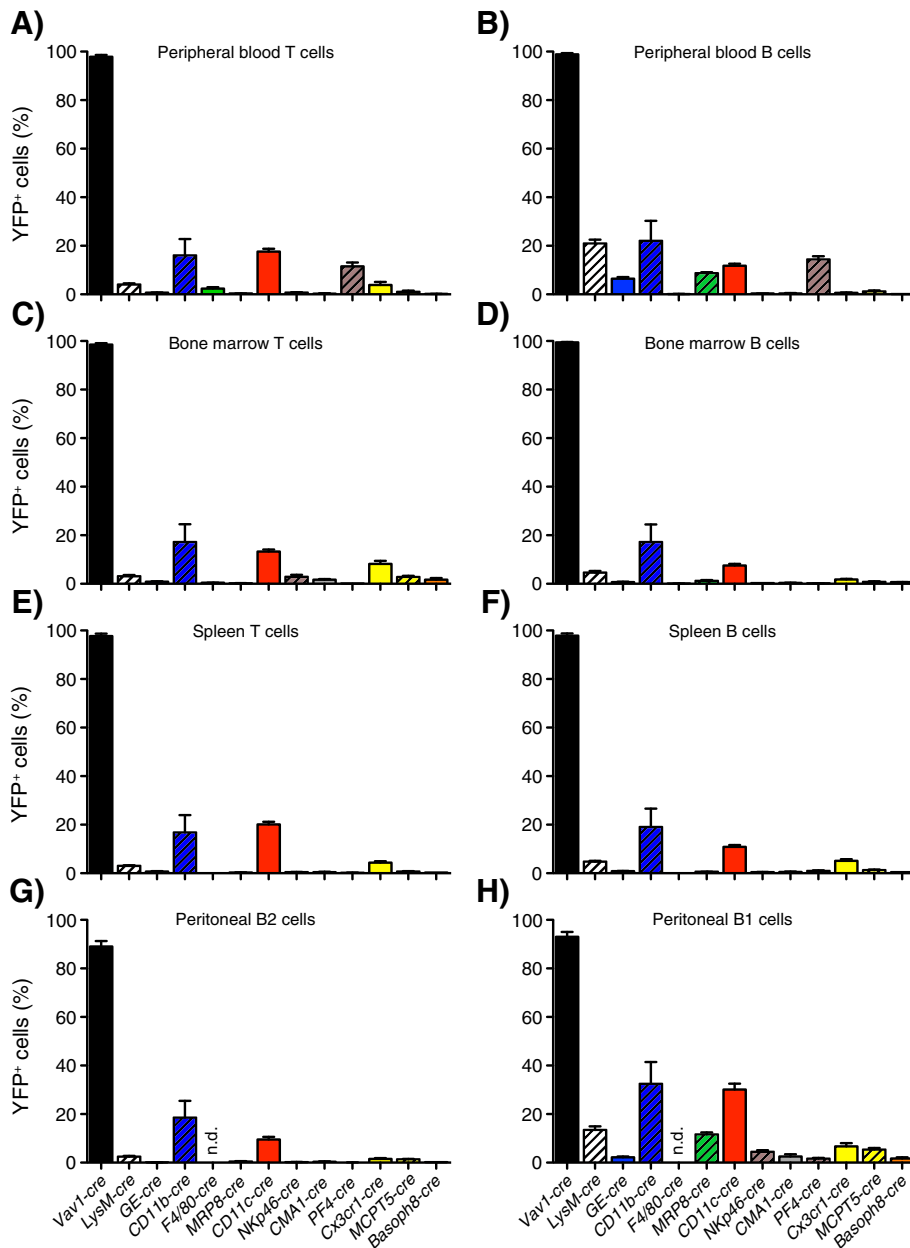 A)
Peripheral blood T cells
YFP+ cells (%)
100
80
60
40
20
0
B)
Peripheral blood B cells
100
80
60
40
20
0
C)
Bone marrow T cells
YFP+ cells (%)
100
80
60
40
20
0
D)
Bone marrow B cells
100
80
60
40
20
0
E)
Spleen T cells
YFP+ cells (%)
100
80
60
40
20
0
F)
Spleen B cells
100
80
60
40
20
0
G)
Peritoneal B2 cells
YFP+ cells (%)
100
80
60
40
20
0
n.d.
Vav1-cre
LysM-cre
GE-cre
CD11b-cre
F4/80-cre
MRP8-cre
CD11c-cre
NKp46-cre
CMA1-cre
PF4-cre
Cx3cr1-cre
MCPT5-cre
Basoph8-cre
H)
Peritoneal B1 cells
100
80
60
40
20
0
n.d.
Vav1-cre
LysM-cre
GE-cre
CD11b-cre
F4/80-cre
MRP8-cre
CD11c-cre
NKp46-cre
CMA1-cre
PF4-cre
Cx3cr1-cre
MCPT5-cre
Basoph8-cre